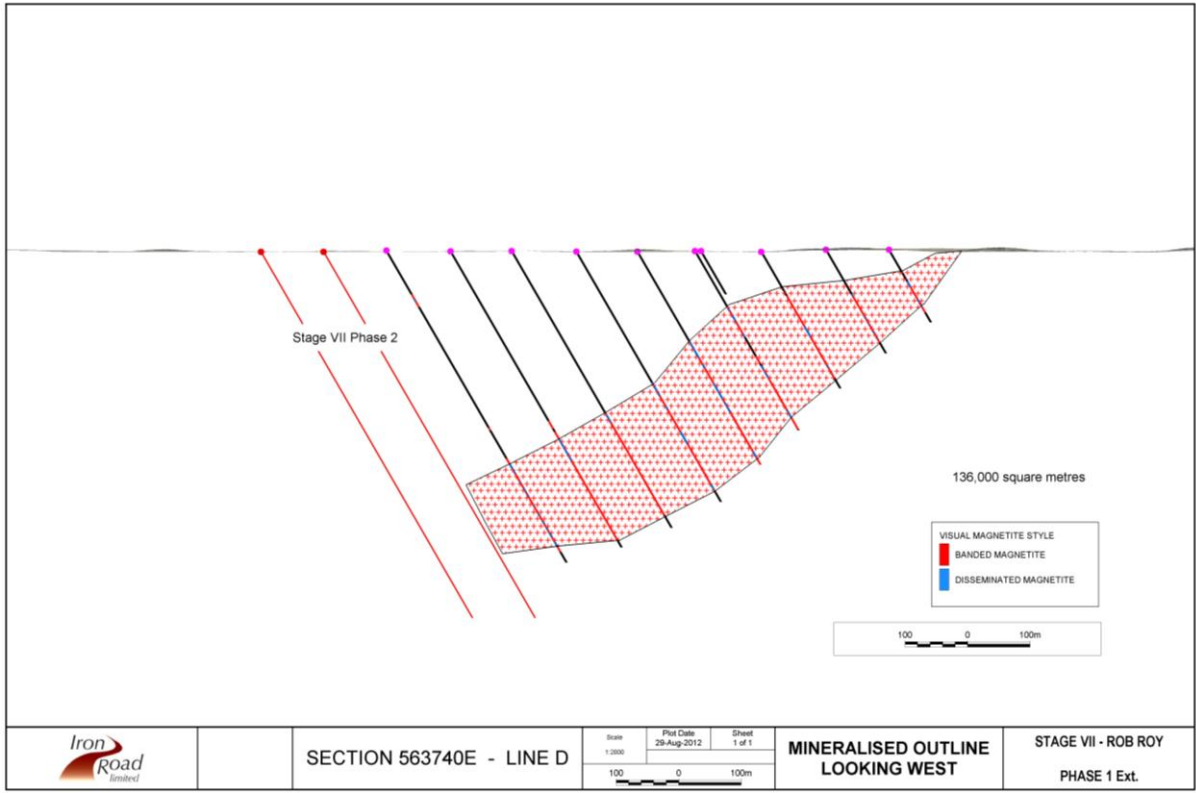 Stage VII Phase 2
136,000 square metres
VISUAL MAGNETITE STYLE
BANDED MAGNETITE
DISSEMINATED MAGNETITE
100 0 100m
Iron
Road
limited
SECTION 563740E - LINE D
Scale
1:2800
Plot Date
29-Aug-2012
Sheet
1 of 1
100 0 100m
MINERALISED OUTLINE
LOOKING WEST
STAGE VII - ROB ROY
PHASE 1 Ext.